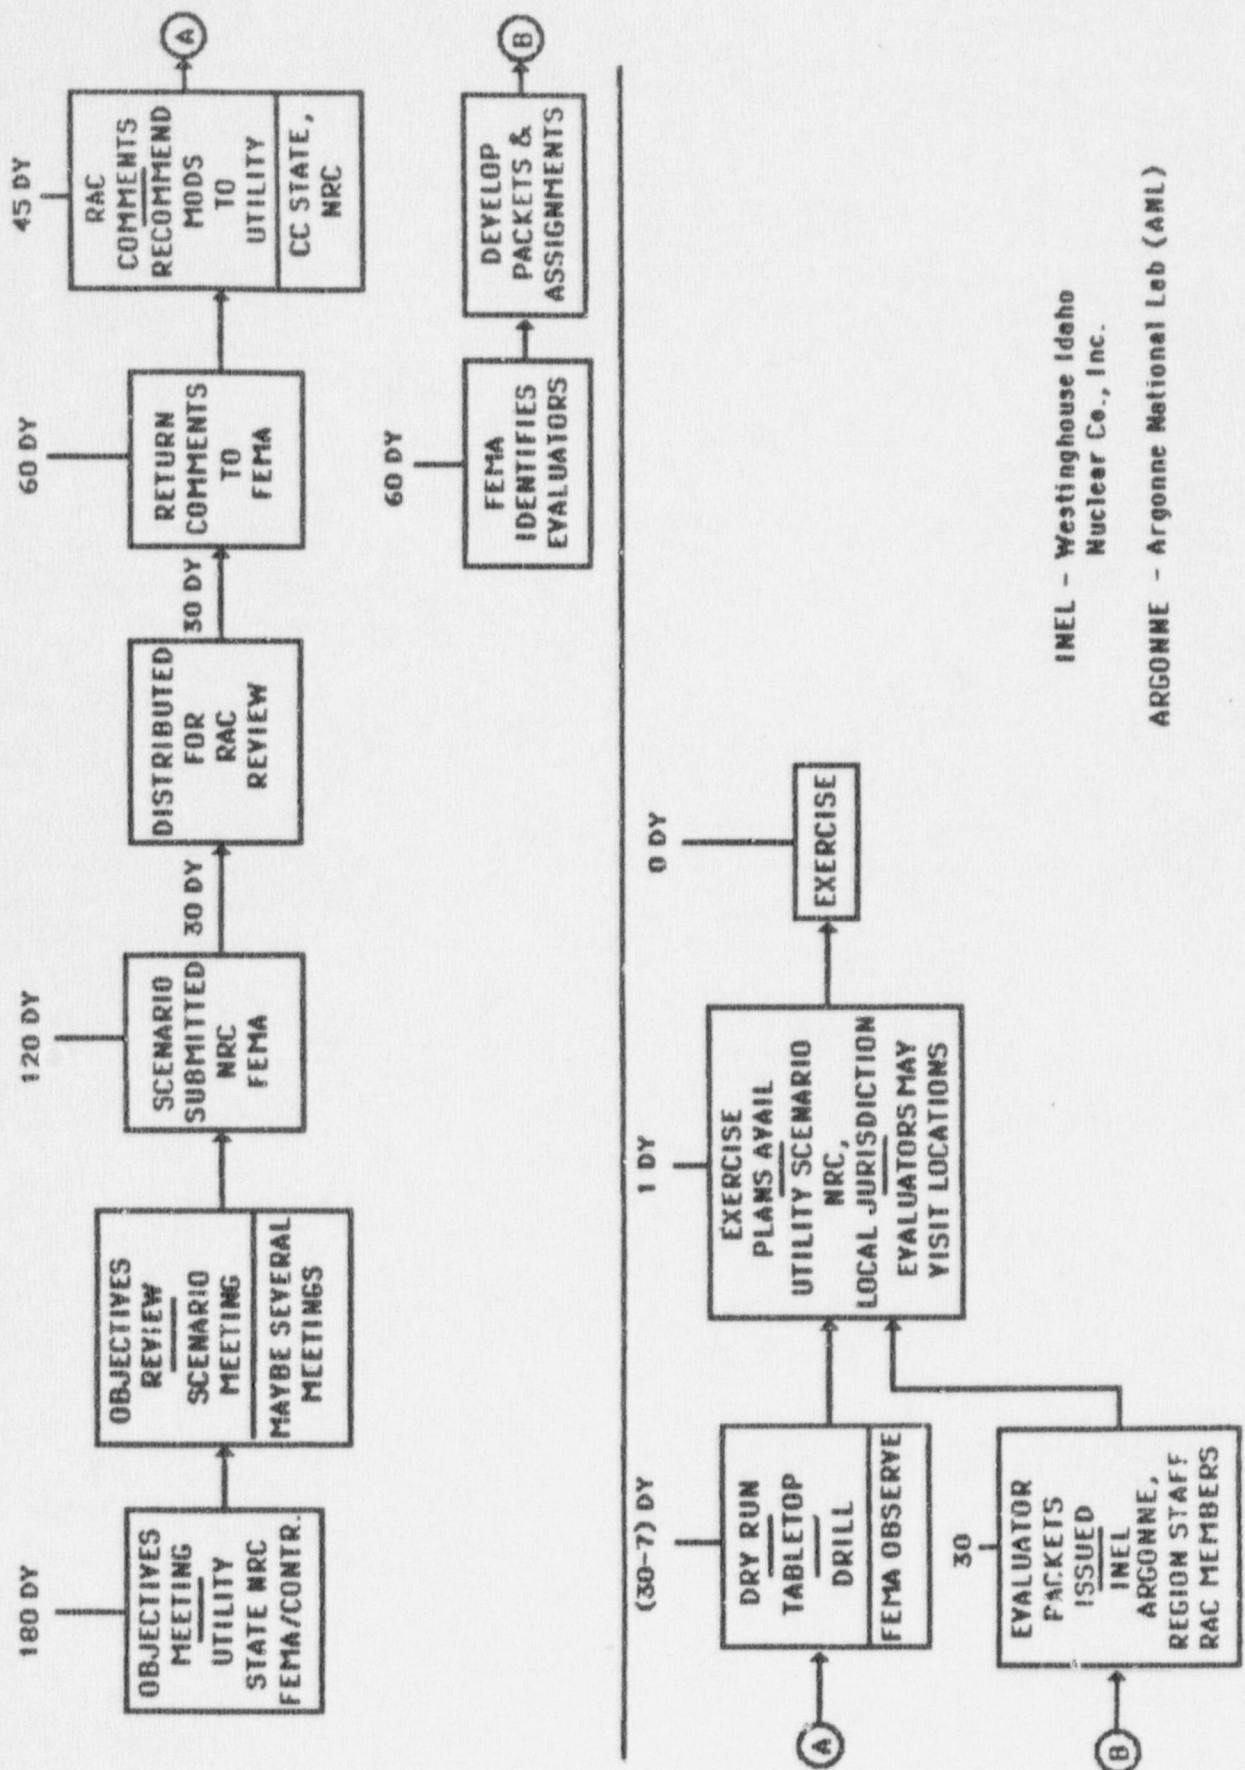 180 DY
OBJECTIVES
MEETING
UTILITY
STATE NRC
FEMA/CONTR.
OBJECTIVES
REVIEW
SCENARIO
MEETING
MAYBE SEVERAL
MEETINGS
120 DY
SCENARIO
SUBMITTED
NRC
FEMA
30 DY
DISTRIBUTED
FOR
RAC
REVIEW
30 DY
60 DY
RETURN
COMMENTS
TO
FEMA
45 DY
RAC
COMMENTS
RECOMMEND
MODS
TO
UTILITY
CC STATE,
NRC
A
60 DY
FEMA
IDENTIFIES
EVALUATORS
DEVELOP
PACKETS &
ASSIGNMENTS
B
A
(30-7) DY
DRY RUN
TABLETOP
DRILL
FEMA OBSERVE
1 DY
EXERCISE
PLANS AVAIL
UTILITY SCENARIO
NRC,
LOCAL JURISDICTION
EVALUATORS MAY
VISIT LOCATIONS
0 DY
EXERCISE
B
30
EVALUATOR
PACKETS
ISSUED
INEL
ARGONNE,
REGION STAFF
RAC MEMBERS
INEL - Westinghouse Idaho
Nuclear Co., Inc.
ARGONNE - Argonne National Lab (ANL)